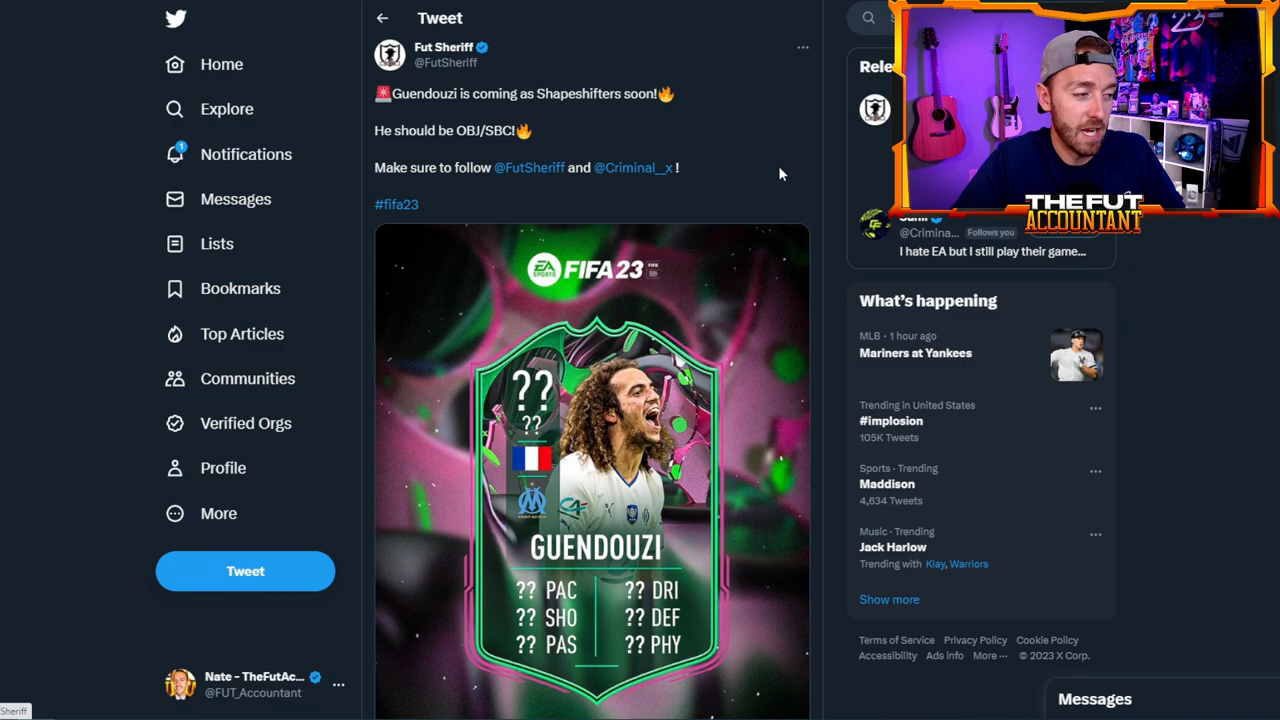 Home
Explore
1
Notifications
Messages
Lists
Bookmarks
Top Articles
Communities
Verified Orgs
Profile
More
Tweet
Nate - TheFutAc...
@FUT_Accountant
Sheriff
Tweet
Fut Sheriff
@FutSheriff
🚨Guendouzi is coming as Shapeshifters soon!🔥
He should be OBJ/SBC!🔥
Make sure to follow @FutSheriff and @Criminal__x !
#fifa23
EA SPORTS FIFA 23
??
??
GUENDOUZI
?? PAC ?? DRI
?? SHO ?? DEF
?? PAS ?? PHY
Rele
THE FUT
ACCOUNTANT
@Crimina... Follows you
I hate EA but I still play their game...
What's happening
MLB · 1 hour ago
Mariners at Yankees
Trending in United States
#implosion
105K Tweets
Sports · Trending
Maddison
4,634 Tweets
Music · Trending
Jack Harlow
Trending with Klay, Warriors
Show more
Terms of Service Privacy Policy Cookie Policy
Accessibility Ads info More ··· © 2023 X Corp.
Messages